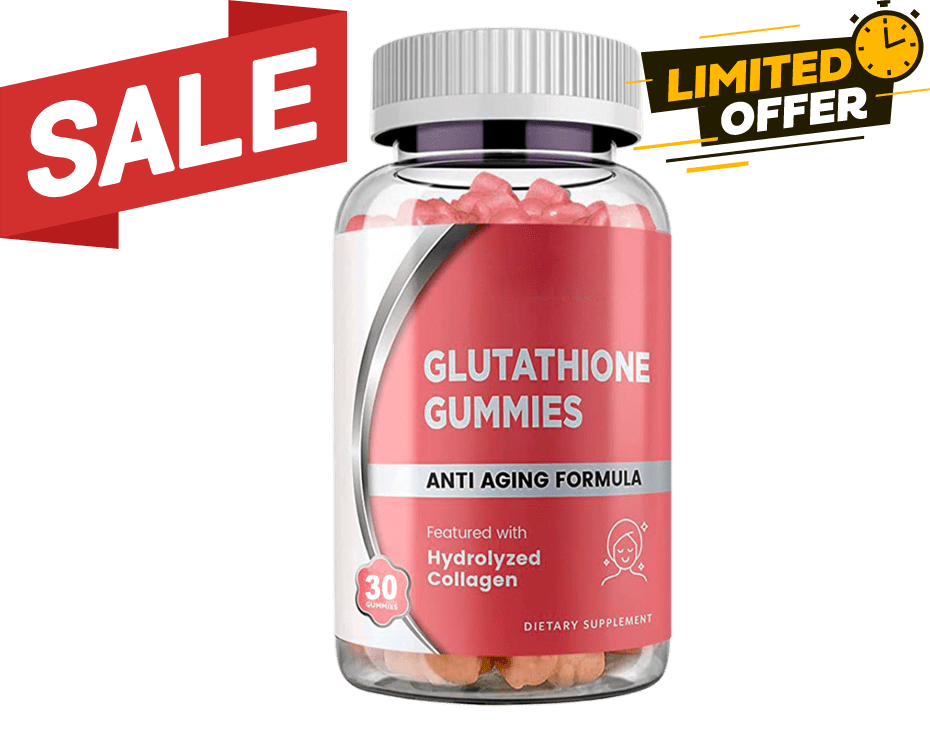 SALE
LIMITED
OFFER
GLUTATHIONE
GUMMIES
ANTI AGING FORMULA
Featured with
Hydrolyzed
Collagen
30
GUMMIES
DIETARY SUPPLEMENT